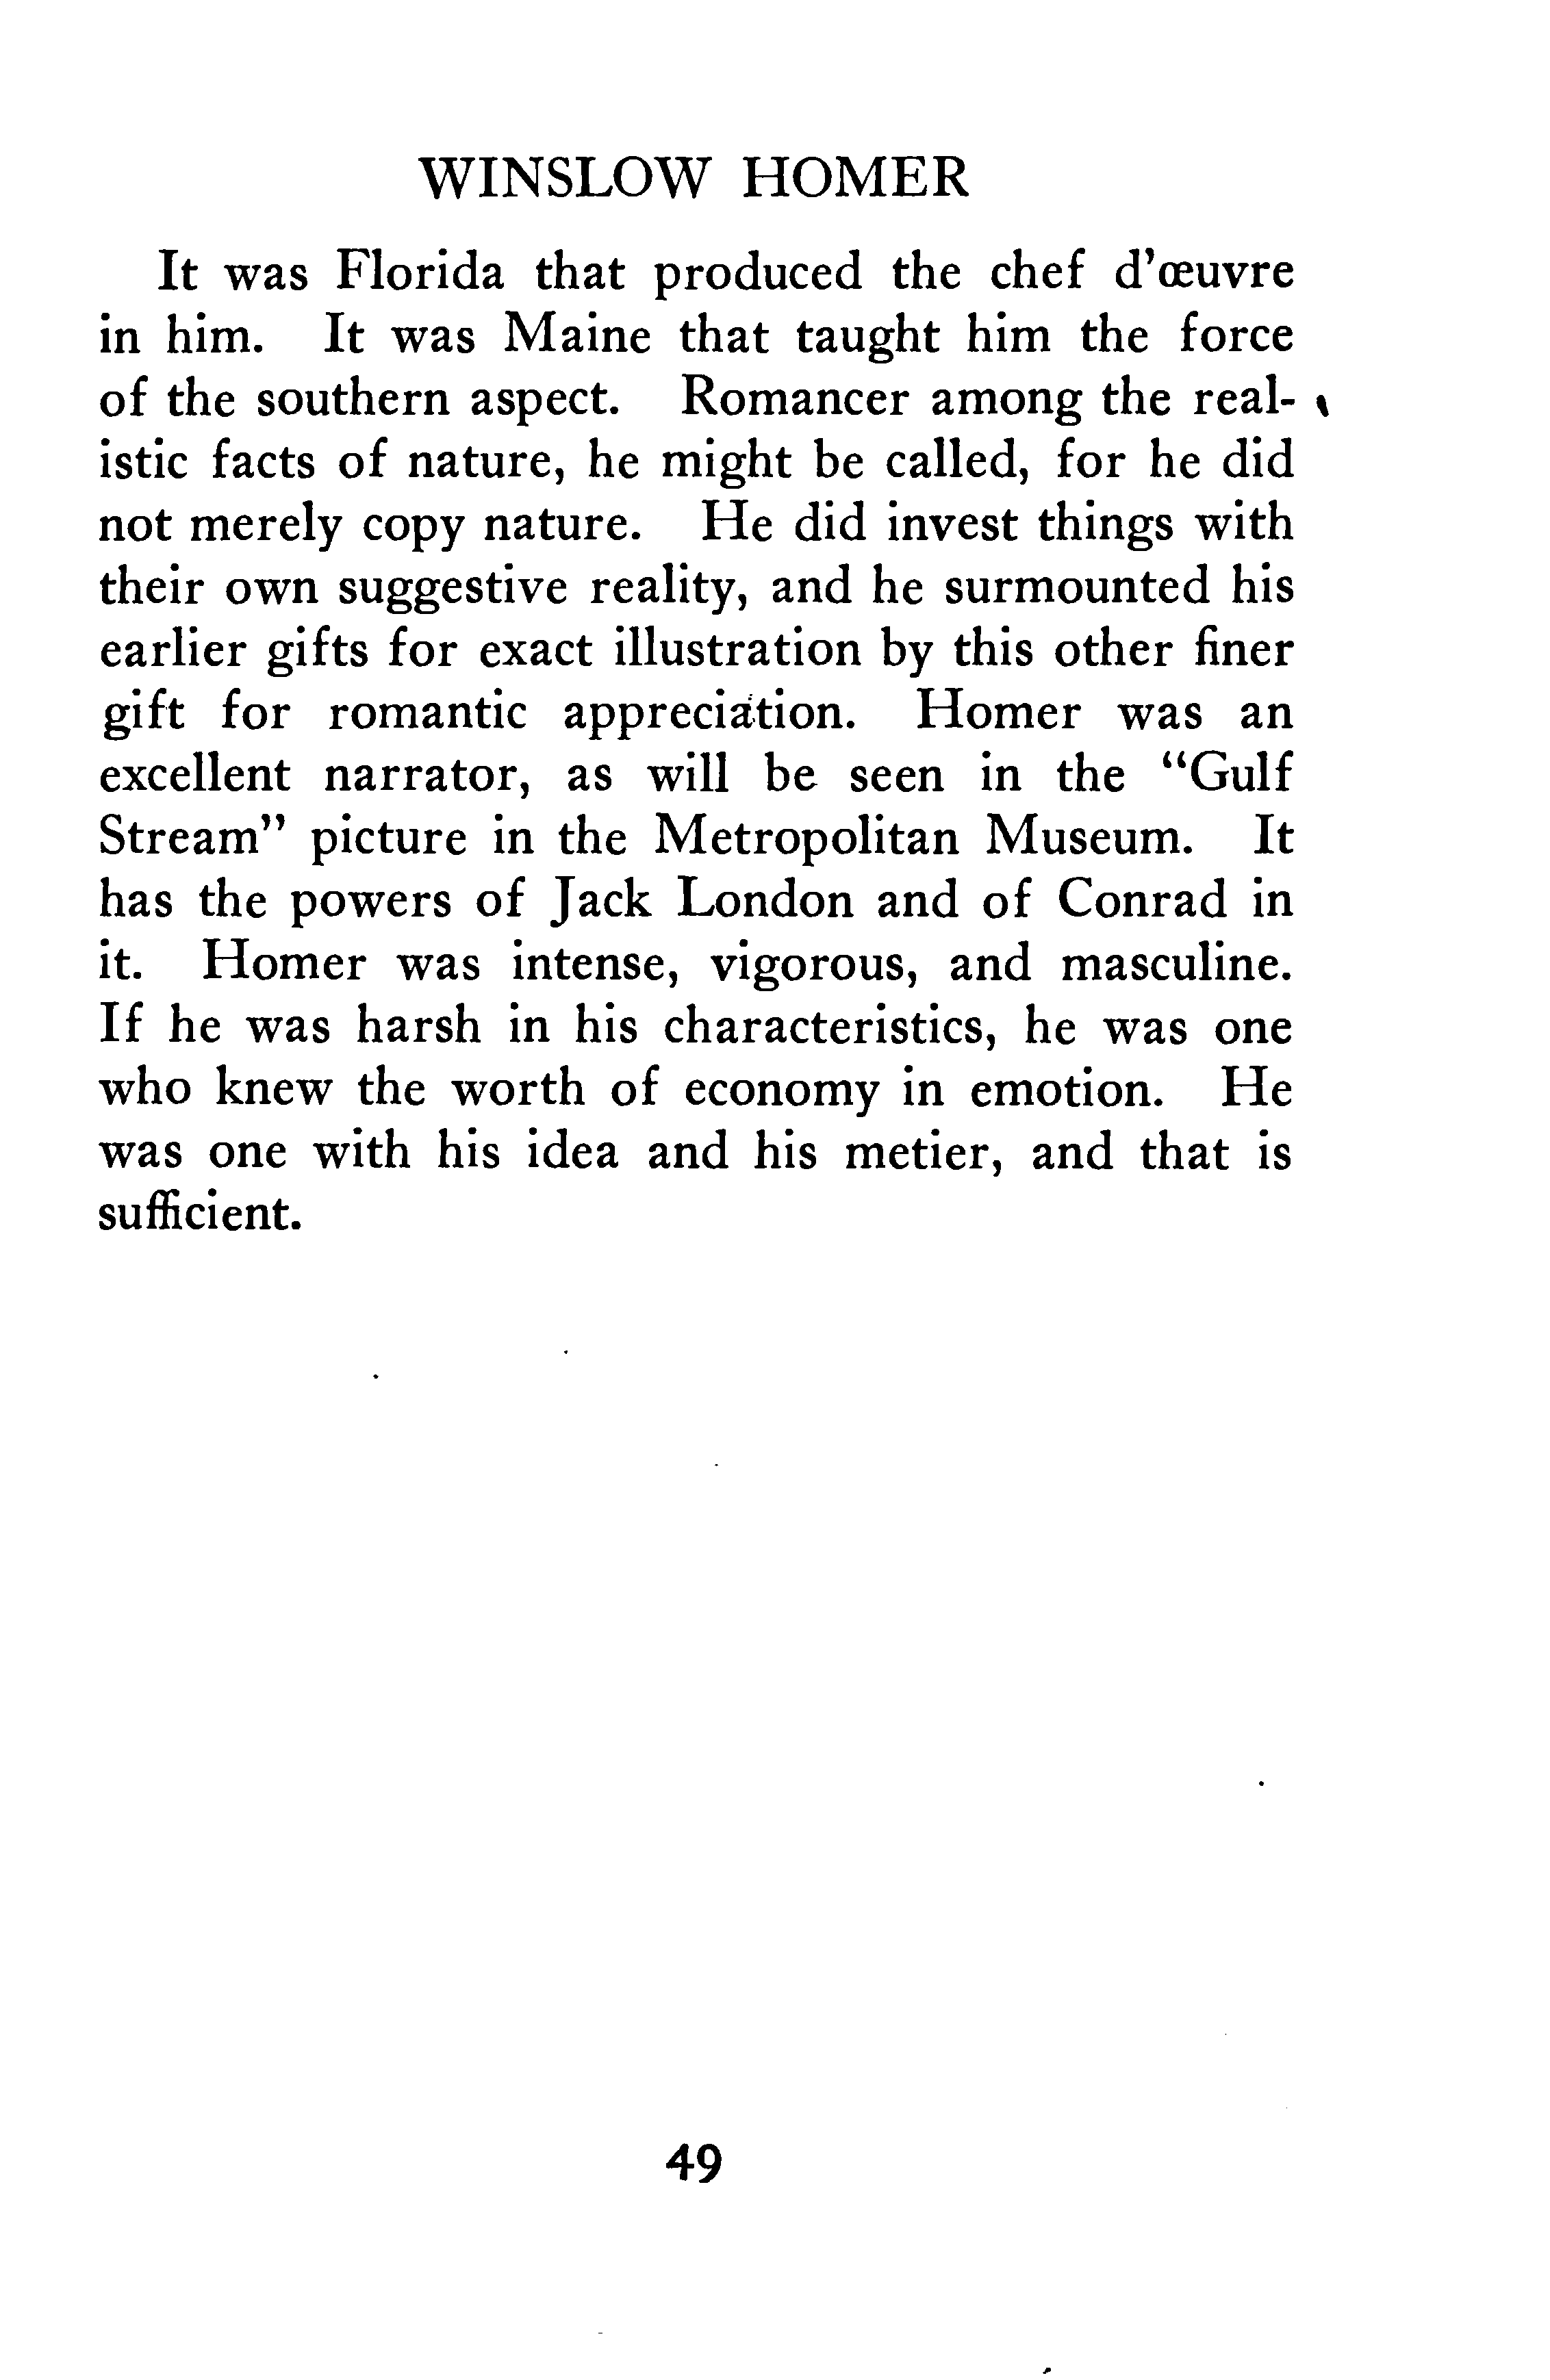 WINSLOW HOMER
It was Florida that produced the chef d'œuvre
in him. It was Maine that taught him the force
of the southern aspect. Romancer among the real-
istic facts of nature, he might be called, for he did
not merely copy nature. He did invest things with
their own suggestive reality, and he surmounted his
earlier gifts for exact illustration by this other finer
gift for romantic appreciation. Homer was an
excellent narrator, as will be seen in the "Gulf
Stream" picture in the Metropolitan Museum. It
has the powers of Jack London and of Conrad in
it. Homer was intense, vigorous, and masculine.
If he was harsh in his characteristics, he was one
who knew the worth of economy in emotion. He
was one with his idea and his metier, and that is
sufficient.
49